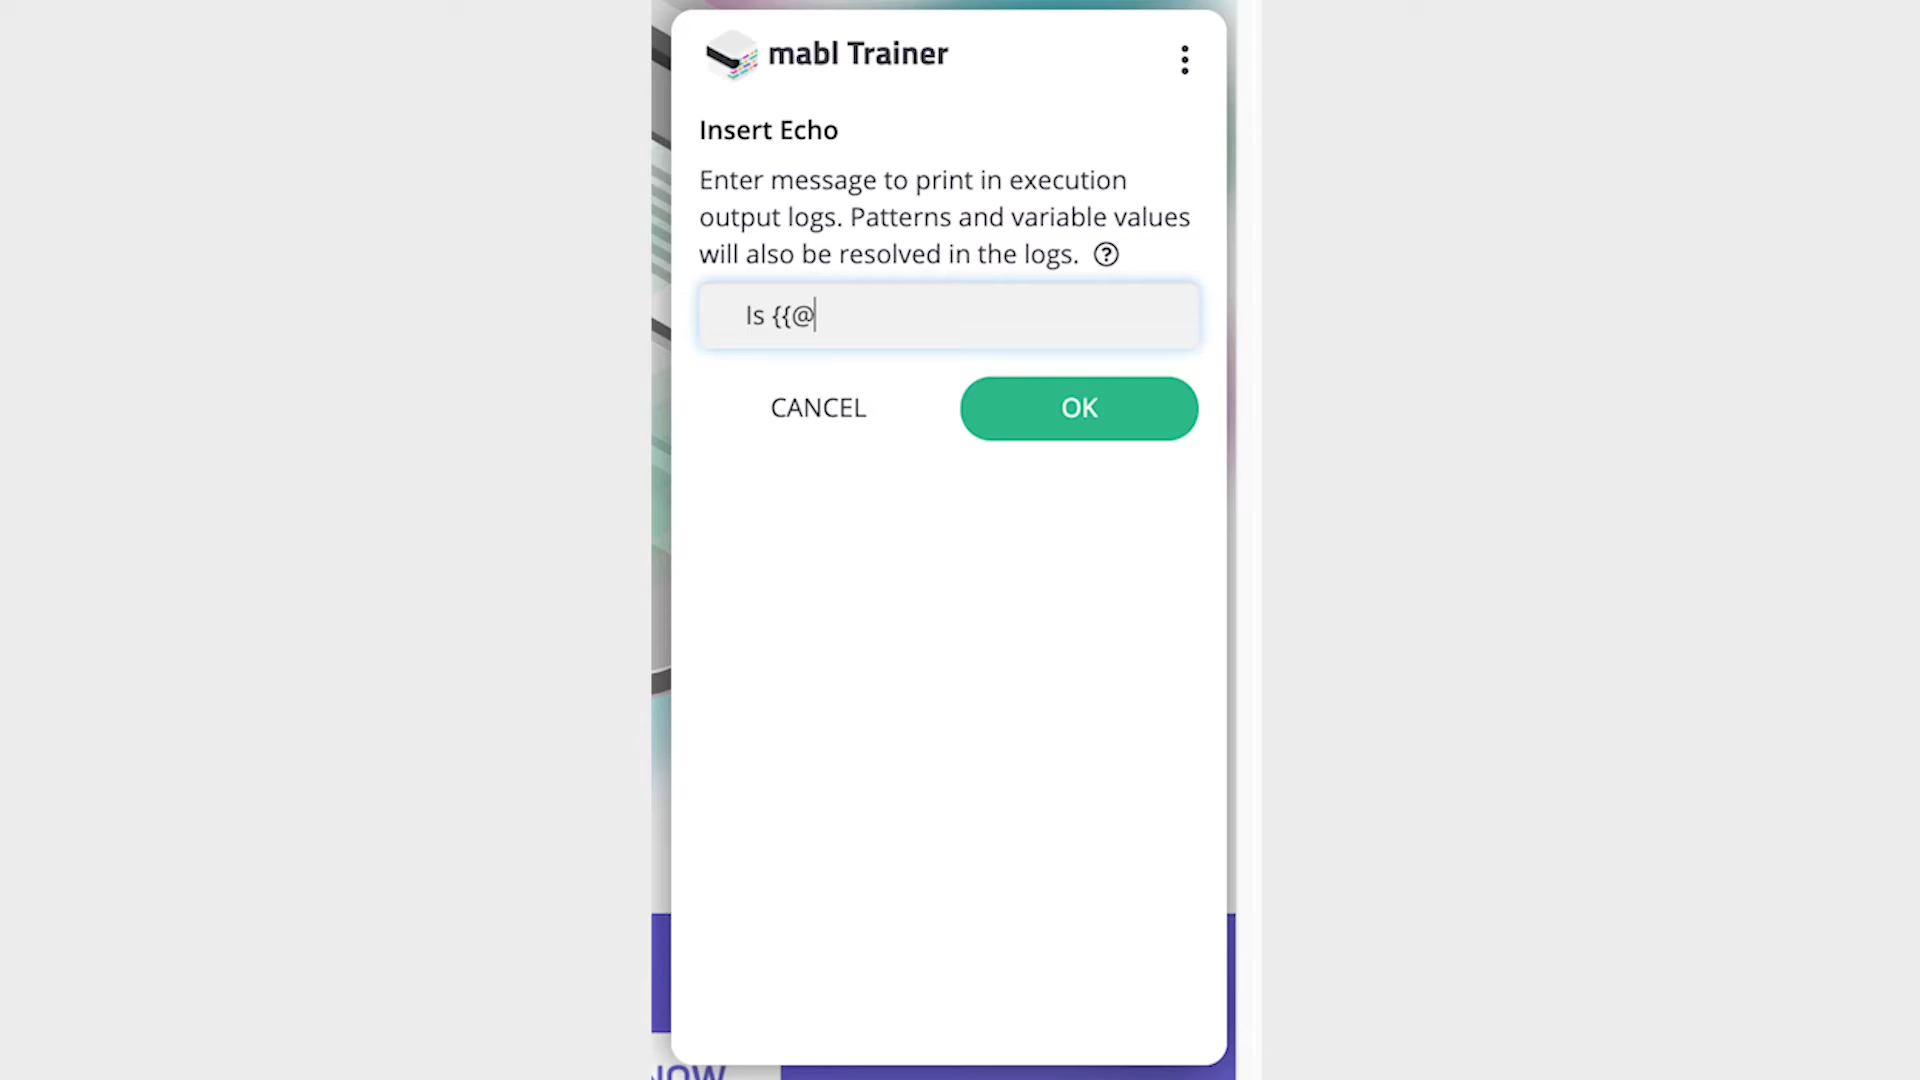 mabl Trainer
Insert Echo
Enter message to print in execution
output logs. Patterns and variable values
will also be resolved in the logs. ?
Is {{@
CANCEL
OK
NOW